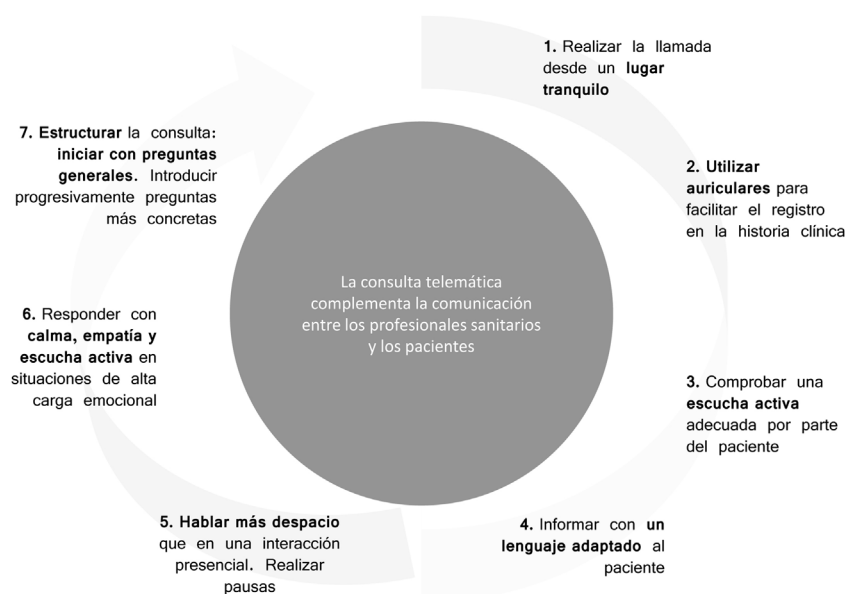 1. Realizar la llamada
desde un lugar
tranquilo
2. Utilizar
auriculares para
facilitar el registro
en la historia clínica
3. Comprobar una
escucha activa
adecuada por parte
del paciente
4. Informar con un
lenguaje adaptado al
paciente
5. Hablar más despacio
que en una interacción
presencial. Realizar
pausas
6. Responder con
calma, empatía y
escucha activa en
situaciones de alta
carga emocional
7. Estructurar la consulta:
iniciar con preguntas
generales. Introducir
progresivamente preguntas
más concretas
La consulta telemática
complementa la comunicación
entre los profesionales sanitarios
y los pacientes